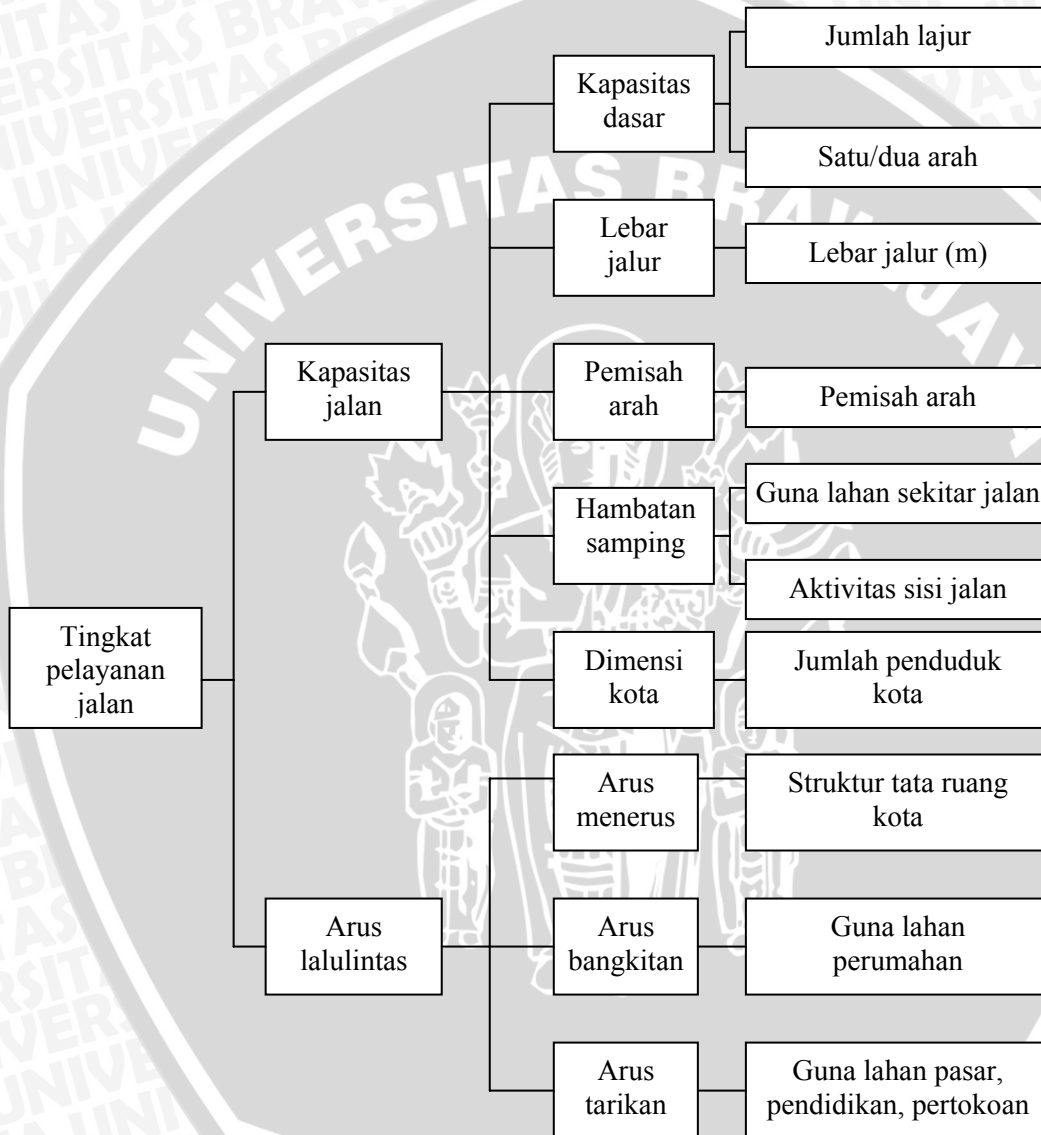 Jumlah lajur
Kapasitas
dasar
Satu/dua arah
UNIVERSITAS BRAWIJAYA
Lebar
jalur
Lebar jalur (m)
Kapasitas
jalan
Pemisah
arah
Pemisah arah
Hambatan
samping
Guna lahan sekitar jalan
Aktivitas sisi jalan
Tingkat
pelayanan
jalan
Dimensi
kota
Jumlah penduduk
kota
Arus
menerus
Struktur tata ruang
kota
Arus
lalulintas
Arus
bangkitan
Guna lahan
perumahan
Arus
tarikan
Guna lahan pasar,
pendidikan, pertokoan